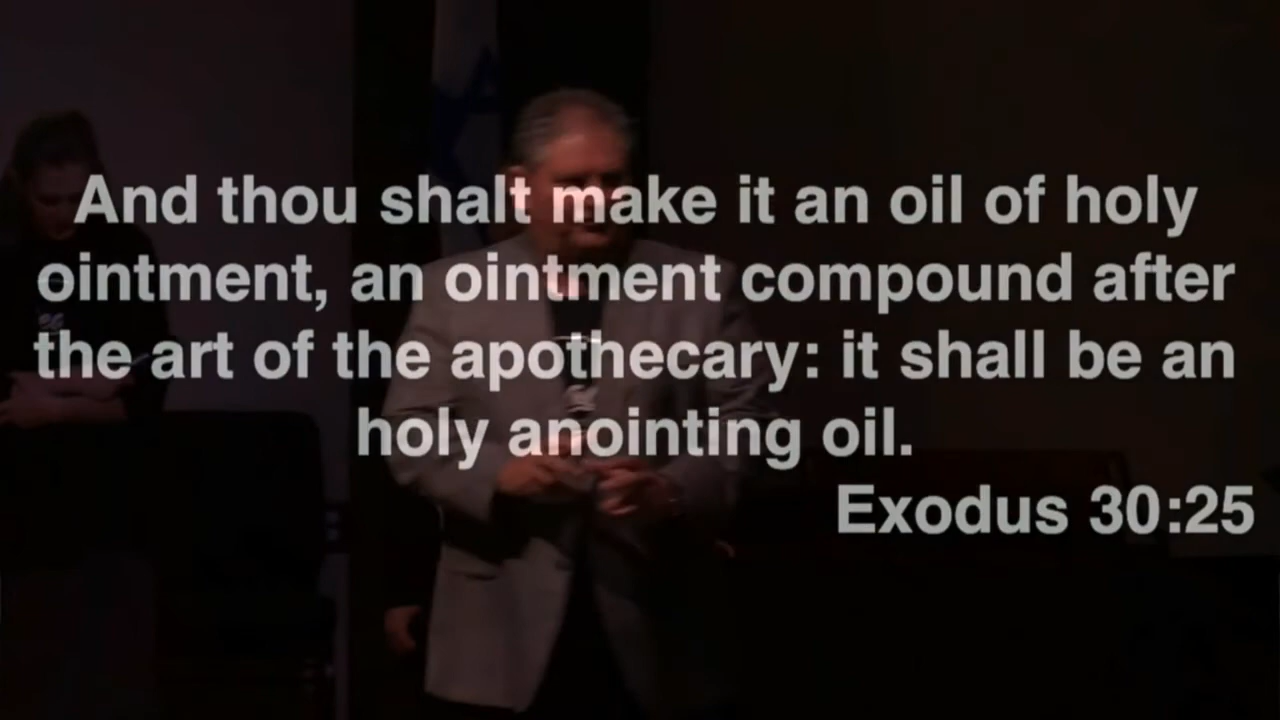 And thou shalt make it an oil of holy
ointment, an ointment compound after
the art of the apothecary: it shall be an
holy anointing oil.
Exodus 30:25